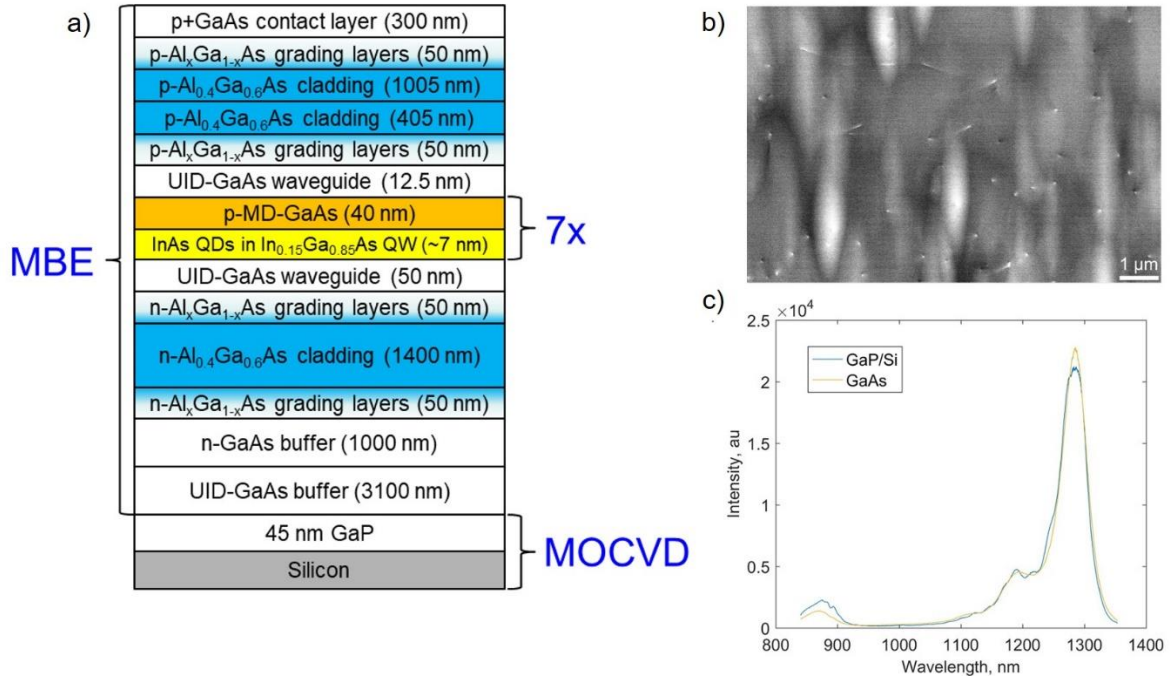 a)
p+GaAs contact layer (300 nm)
p-AlxGa1-xAs grading layers (50 nm)
p-Al0.4Ga0.6As cladding (1005 nm)
p-Al0.4Ga0.6As cladding (405 nm)
p-AlxGa1-xAs grading layers (50 nm)
UID-GaAs waveguide (12.5 nm)
p-MD-GaAs (40 nm)
InAs QDs in In0.15Ga0.85As QW (~7 nm)
UID-GaAs waveguide (50 nm)
n-AlxGa1-xAs grading layers (50 nm)
n-Al0.4Ga0.6As cladding (1400 nm)
n-AlxGa1-xAs grading layers (50 nm)
n-GaAs buffer (1000 nm)
UID-GaAs buffer (3100 nm)
45 nm GaP
Silicon
MBE
7x
MOCVD
b)
1 µm
c)
×10⁴
2.5
2
1.5
1
0.5
0
Intensity, au
GaP/Si
GaAs
800 900 1000 1100 1200 1300 1400
Wavelength, nm